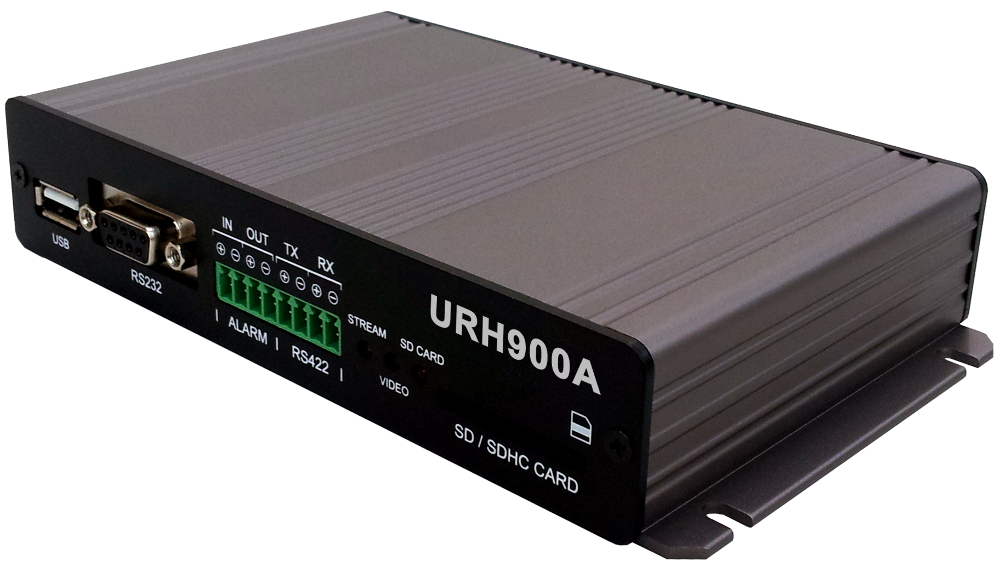 USB
RS232
IN OUT TX RX
+ − + − + − + −
| ALARM | RS422 |
STREAM
SD CARD
VIDEO
URH900A
SD / SDHC CARD